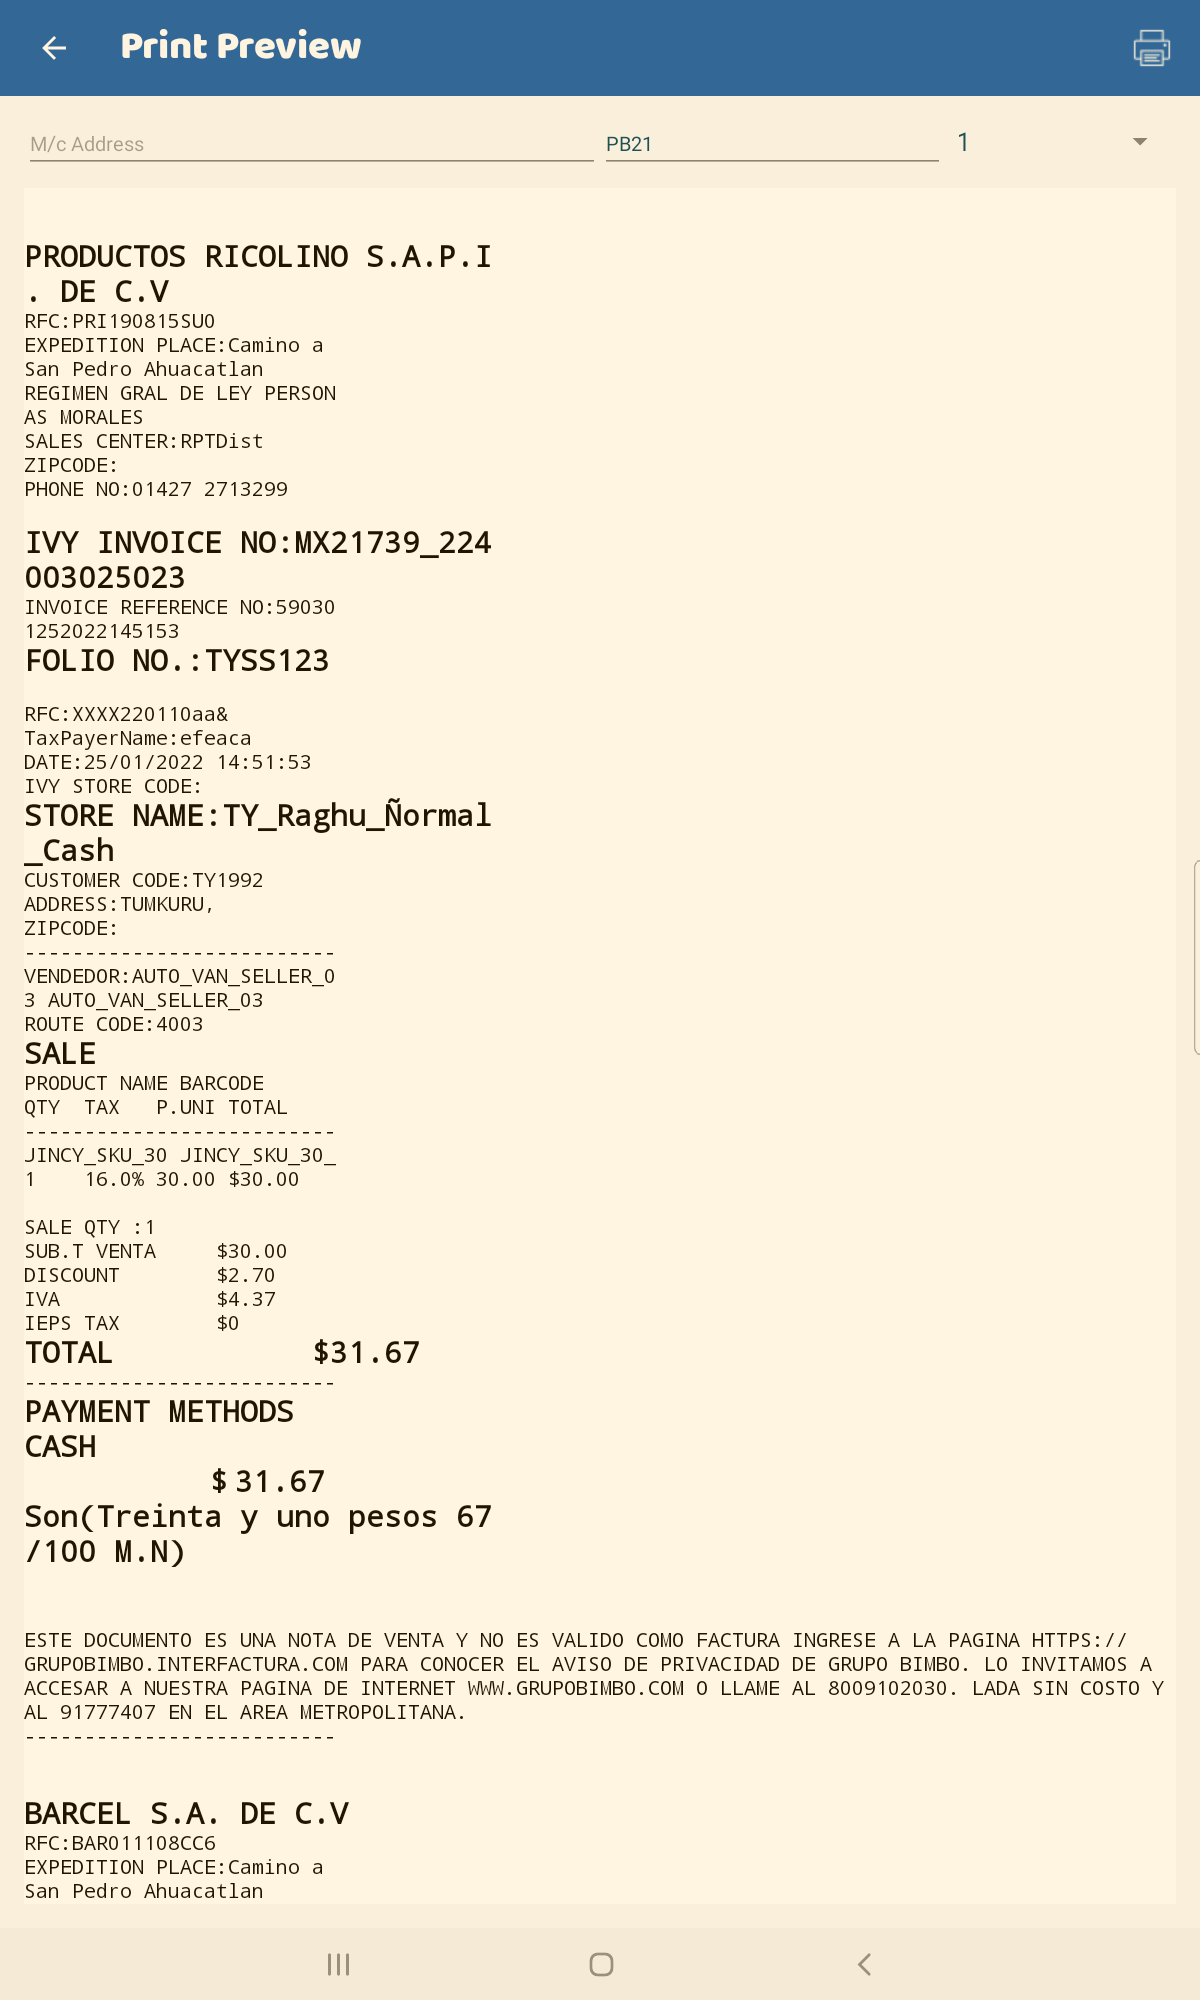 Print Preview
M/c Address
PB21
1
PRODUCTOS RICOLINO S.A.P.I
. DE C.V
RFC:PRI190815SU0
EXPEDITION PLACE:Camino a
San Pedro Ahuacatlan
REGIMEN GRAL DE LEY PERSON
AS MORALES
SALES CENTER:RPTDist
ZIPCODE:
PHONE NO:01427 2713299
IVY INVOICE NO:MX21739_224
003025023
INVOICE REFERENCE NO:59030
1252022145153
FOLIO NO.:TYSS123
RFC:XXXX220110aa&
TaxPayerName:efeaca
DATE:25/01/2022 14:51:53
IVY STORE CODE:
STORE NAME:TY_Raghu_Ñormal
_Cash
CUSTOMER CODE:TY1992
ADDRESS:TUMKURU,
ZIPCODE:
--------------------------
VENDEDOR:AUTO_VAN_SELLER_0
3 AUTO_VAN_SELLER_03
ROUTE CODE:4003
SALE
PRODUCT NAME BARCODE
QTY  TAX   P.UNI TOTAL
--------------------------
JINCY_SKU_30 JINCY_SKU_30_
1    16.0% 30.00 $30.00
SALE QTY :1
SUB.T VENTA     $30.00
DISCOUNT        $2.70
IVA             $4.37
IEPS TAX        $0
TOTAL           $31.67
--------------------------
PAYMENT METHODS
CASH
$ 31.67
Son(Treinta y uno pesos 67
/100 M.N)
ESTE DOCUMENTO ES UNA NOTA DE VENTA Y NO ES VALIDO COMO FACTURA INGRESE A LA PAGINA HTTPS://
GRUPOBIMBO.INTERFACTURA.COM PARA CONOCER EL AVISO DE PRIVACIDAD DE GRUPO BIMBO. LO INVITAMOS A
ACCESAR A NUESTRA PAGINA DE INTERNET WWW.GRUPOBIMBO.COM O LLAME AL 8009102030. LADA SIN COSTO Y
AL 91777407 EN EL AREA METROPOLITANA.
--------------------------
BARCEL S.A. DE C.V
RFC:BAR011108CC6
EXPEDITION PLACE:Camino a
San Pedro Ahuacatlan